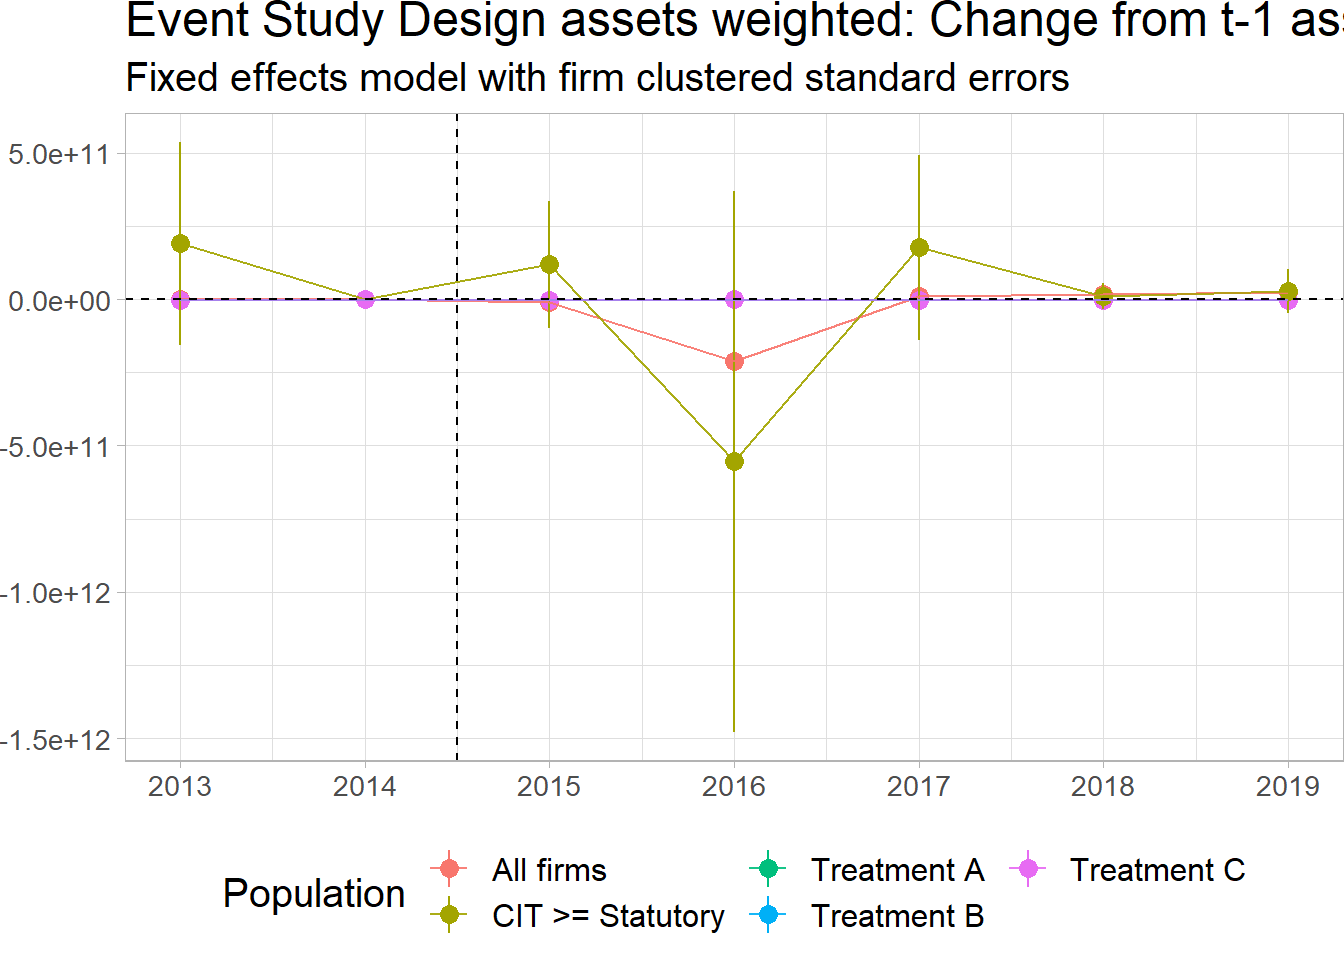 Event Study Design assets weighted: Change from t-1
Fixed effects model with firm clustered standard errors
5.0e+11
0.0e+00
-5.0e+11
-1.0e+12
-1.5e+12
2013 2014 2015 2016 2017 2018 2019
Population
All firms
CIT >= Statutory
Treatment A
Treatment B
Treatment C